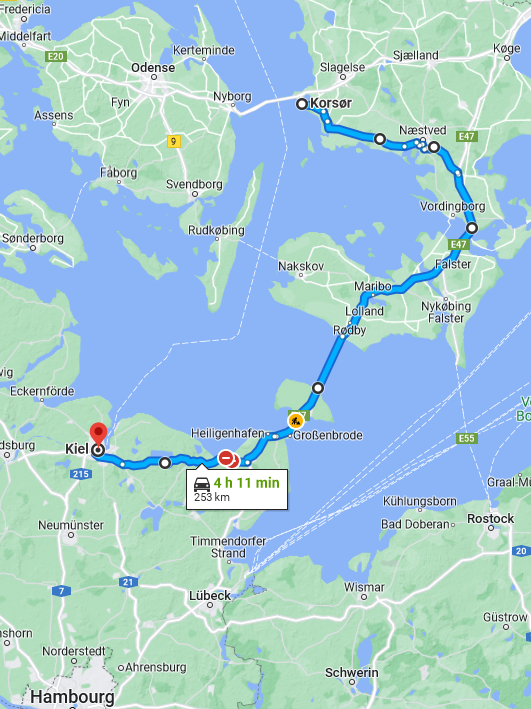 Fredericia
Middelfart
E20
Odense
Kerteminde
Sjælland
Køge
Slagelse
Nyborg
Korsør
Assens
Fyn
9
Næstved
E47
Fåborg
Svendborg
Vordingborg
Rudkøbing
Sønderborg
E47
Nakskov
Falster
Maribo
Lolland
Nykøbing
Falster
Rødby
Eckernförde
Heiligenhafen
Großenbrode
Kiel
E55
215
4 h 11 min
253 km
Kühlungsborn
Graal-M
Bad Doberan
Rostock
Neumünster
Timmendorfer
Strand
20
21
7
Lübeck
Wismar
Güstrow
Norderstedt
Ahrensburg
Schwerin
Hambourg